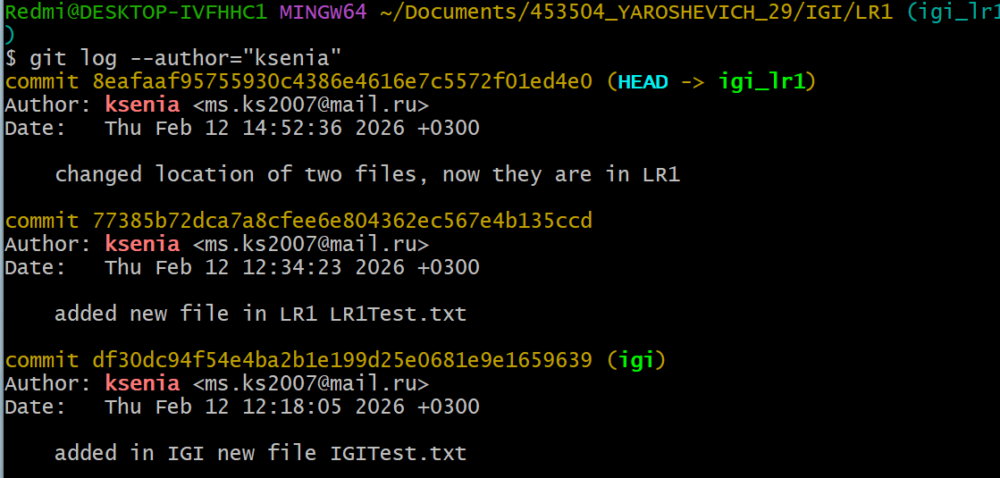 Redmi@DESKTOP-IVFHHC1 MINGW64 ~/Documents/453504_YAROSHEVICH_29/IGI/LR1 (igi_lr1
)
$ git log --author="ksenia"
commit 8eafaaf95755930c4386e4616e7c5572f01ed4e0 (HEAD -> igi_lr1)
Author: ksenia <ms.ks2007@mail.ru>
Date:   Thu Feb 12 14:52:36 2026 +0300
    changed location of two files, now they are in LR1
commit 77385b72dca7a8cfee6e804362ec567e4b135ccd
Author: ksenia <ms.ks2007@mail.ru>
Date:   Thu Feb 12 12:34:23 2026 +0300
    added new file in LR1 LR1Test.txt
commit df30dc94f54e4ba2b1e199d25e0681e9e1659639 (igi)
Author: ksenia <ms.ks2007@mail.ru>
Date:   Thu Feb 12 12:18:05 2026 +0300
    added in IGI new file IGITest.txt